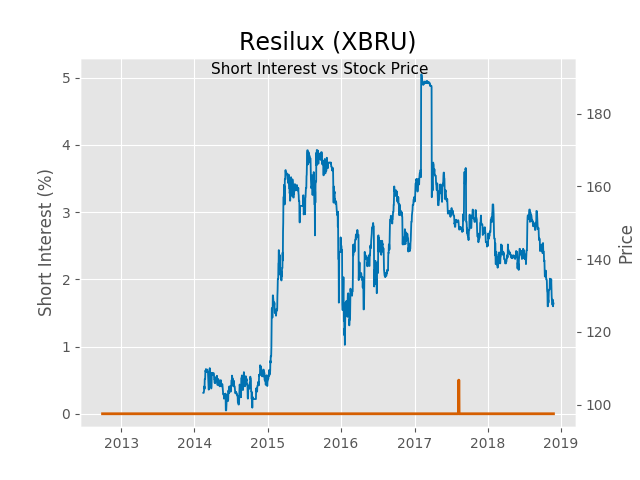 Resilux (XBRU)
Short Interest vs Stock Price
Short Interest (%)
5
4
3
2
1
0
180
160
140
120
100
Price
2013 2014 2015 2016 2017 2018 2019